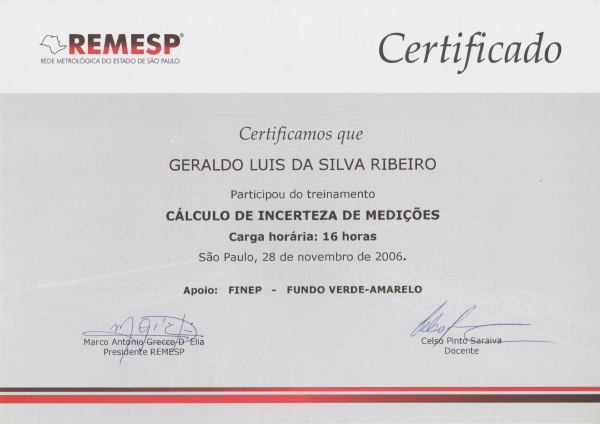 REMESP®
REDE METROLÓGICA DO ESTADO DE SÃO PAULO
Certificado
Certificamos que
GERALDO LUIS DA SILVA RIBEIRO
Participou do treinamento
CÁLCULO DE INCERTEZA DE MEDIÇÕES
Carga horária: 16 horas
São Paulo, 28 de novembro de 2006.
Apoio: FINEP - FUNDO VERDE-AMARELO
Marco Antonio Grecco D´Elia
Presidente REMESP
Celso Pinto Saraiva
Docente